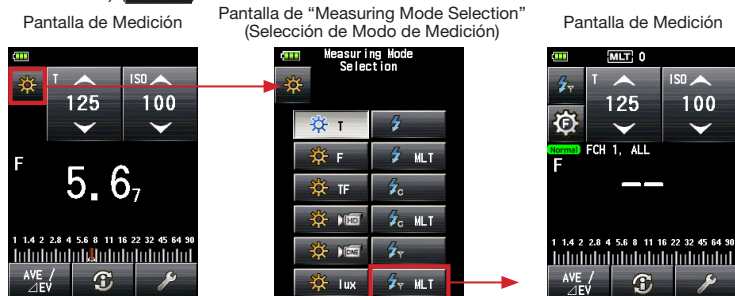 Pantalla de Medición
Pantalla de “Measuring Mode Selection”
(Selección de Modo de Medición)
Pantalla de Medición
T
ISO
125
100
F
5. 6₇
1 1.4 2 2.8 4 5.6 8 11 16 22 32 45 64 90
AVE /
⊿EV
Measuring Mode
Selection
T
F
MLT
TF
C
HD
C MLT
CINE
Y
lux
Y MLT
MLT 0
Y
T
ISO
125
100
F
Normal FCH 1, ALL
F
––
1 1.4 2 2.8 4 5.6 8 11 16 22 32 45 64 90
AVE /
⊿EV